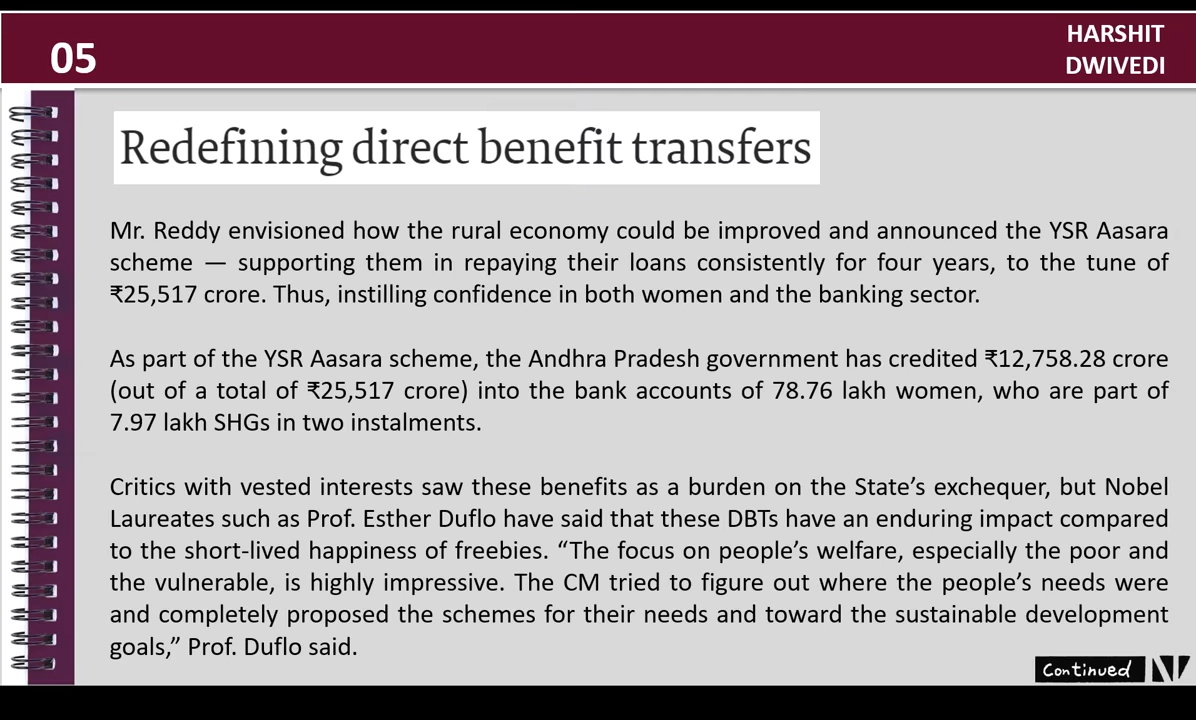 05
HARSHIT
DWIVEDI
Redefining direct benefit transfers
Mr. Reddy envisioned how the rural economy could be improved and announced the YSR Aasara
scheme — supporting them in repaying their loans consistently for four years, to the tune of
₹25,517 crore. Thus, instilling confidence in both women and the banking sector.
As part of the YSR Aasara scheme, the Andhra Pradesh government has credited ₹12,758.28 crore
(out of a total of ₹25,517 crore) into the bank accounts of 78.76 lakh women, who are part of
7.97 lakh SHGs in two instalments.
Critics with vested interests saw these benefits as a burden on the State’s exchequer, but Nobel
Laureates such as Prof. Esther Duflo have said that these DBTs have an enduring impact compared
to the short-lived happiness of freebies. “The focus on people’s welfare, especially the poor and
the vulnerable, is highly impressive. The CM tried to figure out where the people’s needs were
and completely proposed the schemes for their needs and toward the sustainable development
goals,” Prof. Duflo said.
Continued